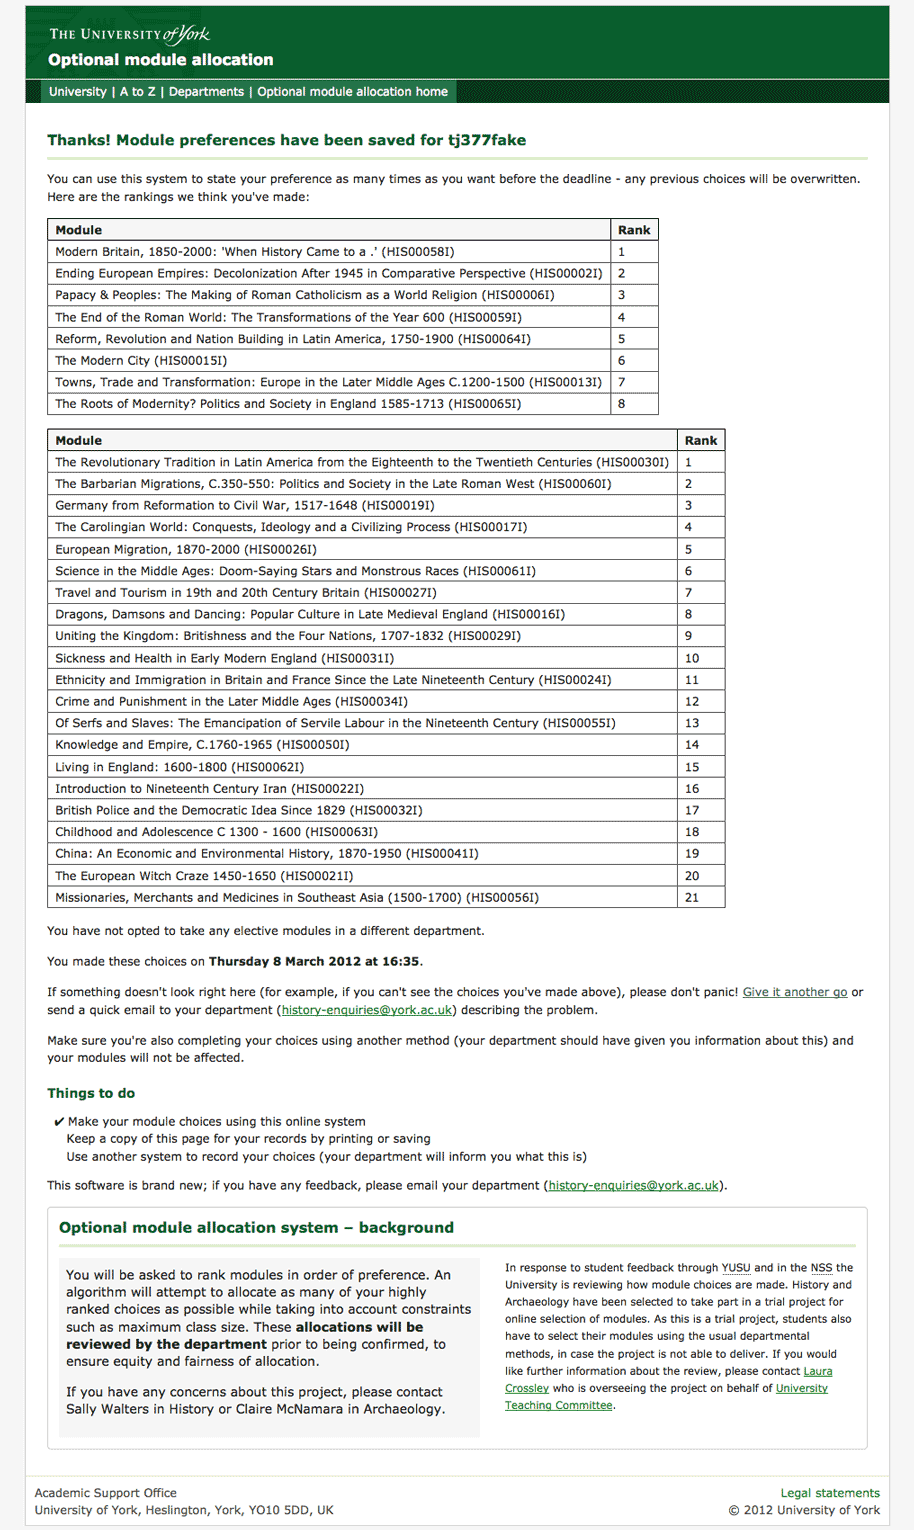 THE UNIVERSITY of York
Optional module allocation
University | A to Z | Departments | Optional module allocation home
Thanks! Module preferences have been saved for tj377fake
You can use this system to state your preference as many times as you want before the deadline - any previous choices will be overwritten.
Here are the rankings we think you've made:
Module Rank
Modern Britain, 1850-2000: 'When History Came to a .' (HIS00058I) 1
Ending European Empires: Decolonization After 1945 in Comparative Perspective (HIS00002I) 2
Papacy & Peoples: The Making of Roman Catholicism as a World Religion (HIS00006I) 3
The End of the Roman World: The Transformations of the Year 600 (HIS00059I) 4
Reform, Revolution and Nation Building in Latin America, 1750-1900 (HIS00064I) 5
The Modern City (HIS00015I) 6
Towns, Trade and Transformation: Europe in the Later Middle Ages C.1200-1500 (HIS00013I) 7
The Roots of Modernity? Politics and Society in England 1585-1713 (HIS00065I) 8
Module Rank
The Revolutionary Tradition in Latin America from the Eighteenth to the Twentieth Centuries (HIS00030I) 1
The Barbarian Migrations, C.350-550: Politics and Society in the Late Roman West (HIS00060I) 2
Germany from Reformation to Civil War, 1517-1648 (HIS00019I) 3
The Carolingian World: Conquests, Ideology and a Civilizing Process (HIS00017I) 4
European Migration, 1870-2000 (HIS00026I) 5
Science in the Middle Ages: Doom-Saying Stars and Monstrous Races (HIS00061I) 6
Travel and Tourism in 19th and 20th Century Britain (HIS00027I) 7
Dragons, Damsons and Dancing: Popular Culture in Late Medieval England (HIS00016I) 8
Uniting the Kingdom: Britishness and the Four Nations, 1707-1832 (HIS00029I) 9
Sickness and Health in Early Modern England (HIS00031I) 10
Ethnicity and Immigration in Britain and France Since the Late Nineteenth Century (HIS00024I) 11
Crime and Punishment in the Later Middle Ages (HIS00034I) 12
Of Serfs and Slaves: The Emancipation of Servile Labour in the Nineteenth Century (HIS00055I) 13
Knowledge and Empire, C.1760-1965 (HIS00050I) 14
Living in England: 1600-1800 (HIS00062I) 15
Introduction to Nineteenth Century Iran (HIS00022I) 16
British Police and the Democratic Idea Since 1829 (HIS00032I) 17
Childhood and Adolescence C 1300 - 1600 (HIS00063I) 18
China: An Economic and Environmental History, 1870-1950 (HIS00041I) 19
The European Witch Craze 1450-1650 (HIS00021I) 20
Missionaries, Merchants and Medicines in Southeast Asia (1500-1700) (HIS00056I) 21
You have not opted to take any elective modules in a different department.
You made these choices on Thursday 8 March 2012 at 16:35.
If something doesn't look right here (for example, if you can't see the choices you've made above), please don't panic! Give it another go or
send a quick email to your department (history-enquiries@york.ac.uk) describing the problem.
Make sure you're also completing your choices using another method (your department should have given you information about this) and
your modules will not be affected.
Things to do
✔ Make your module choices using this online system
Keep a copy of this page for your records by printing or saving
Use another system to record your choices (your department will inform you what this is)
This software is brand new; if you have any feedback, please email your department (history-enquiries@york.ac.uk).
Optional module allocation system – background
You will be asked to rank modules in order of preference. An
algorithm will attempt to allocate as many of your highly
ranked choices as possible while taking into account constraints
such as maximum class size. These allocations will be
reviewed by the department prior to being confirmed, to
ensure equity and fairness of allocation.
If you have any concerns about this project, please contact
Sally Walters in History or Claire McNamara in Archaeology.
In response to student feedback through YUSU and in the NSS the
University is reviewing how module choices are made. History and
Archaeology have been selected to take part in a trial project for
online selection of modules. As this is a trial project, students also
have to select their modules using the usual departmental
methods, in case the project is not able to deliver. If you would
like further information about the review, please contact Laura
Crossley who is overseeing the project on behalf of University
Teaching Committee.
Academic Support Office
University of York, Heslington, York, YO10 5DD, UK
Legal statements
© 2012 University of York